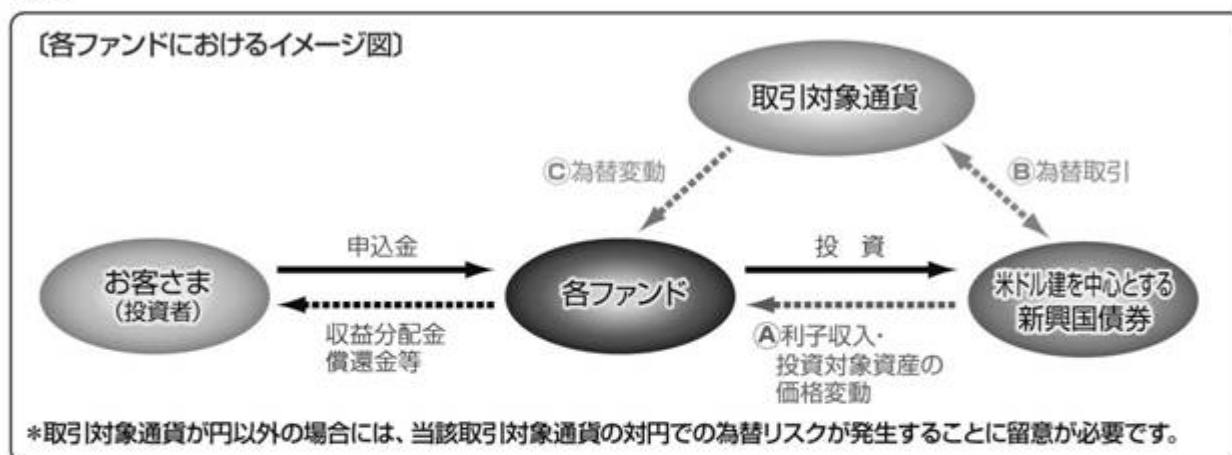 〔各ファンドにおけるイメージ図〕
取引対象通貨
Ⓒ為替変動
Ⓑ為替取引
お客さま
(投資者)
申込金
収益分配金
償還金等
各ファンド
投 資
Ⓐ利子収入・
投資対象資産の
価格変動
米ドル建を中心とする
新興国債券
*取引対象通貨が円以外の場合には、当該取引対象通貨の対円での為替リスクが発生することに留意が必要です。